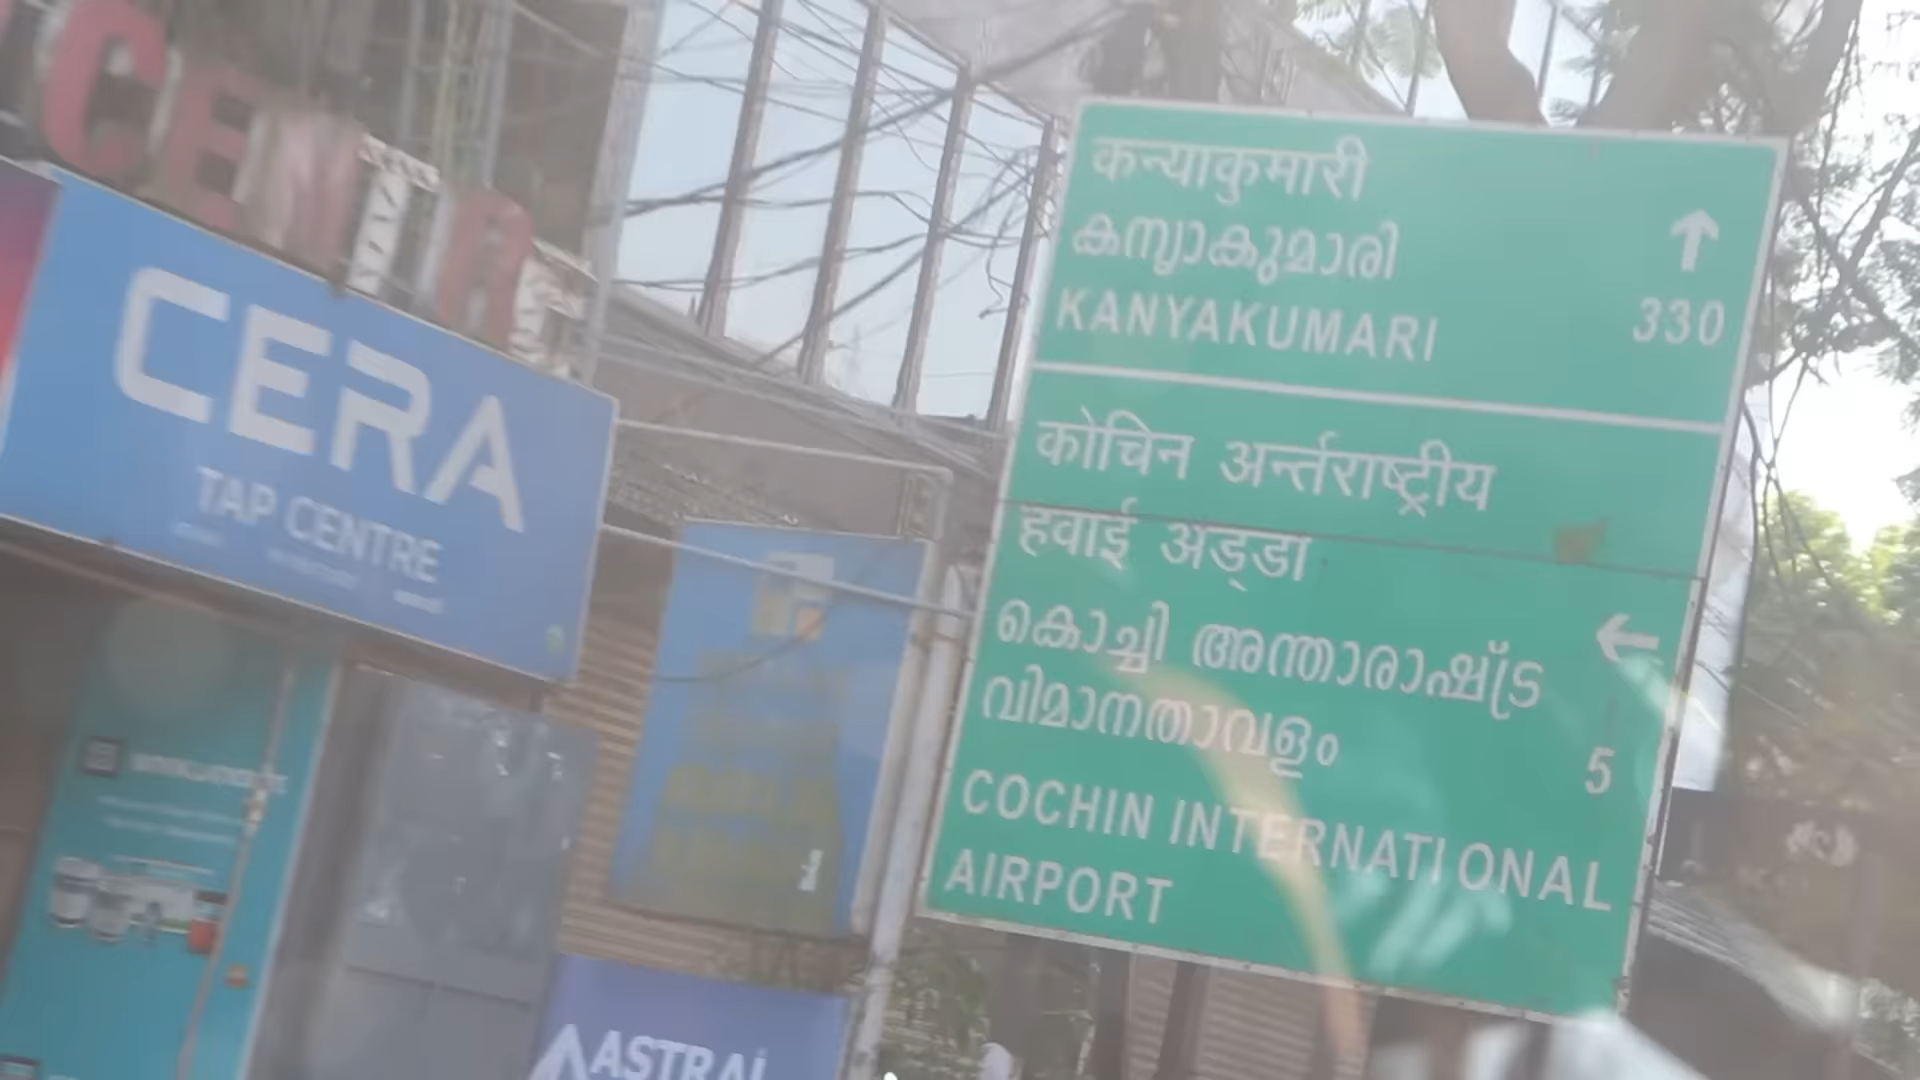 CENTRE
CERA
TAP CENTRE
ASTRAL
कन्याकुमारी
കന്യാകുമാരി
KANYAKUMARI
330
कोचिन अर्न्तराष्ट्रीय
हवाई अड्डा
കൊച്ചി അന്താരാഷ്ട്ര
വിമാനതാവളം
5
COCHIN INTERNATIONAL
AIRPORT